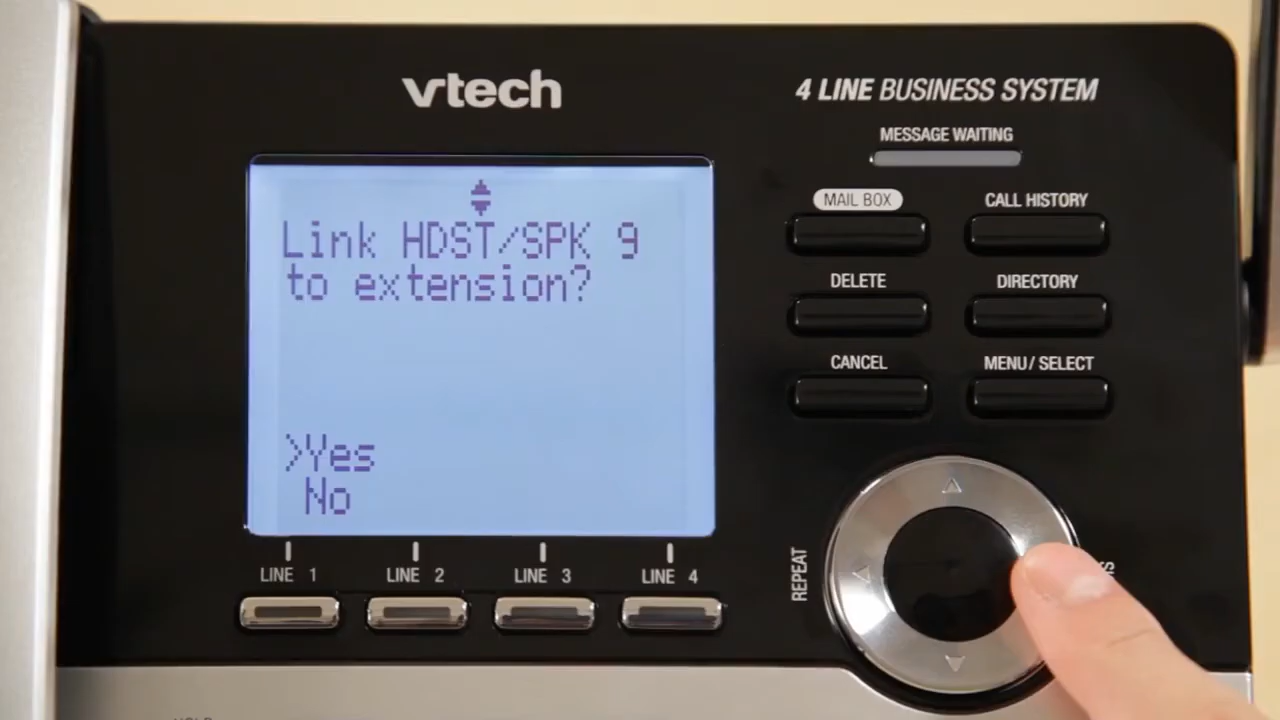 vtech
4 LINE BUSINESS SYSTEM
MESSAGE WAITING
MAIL BOX
CALL HISTORY
DELETE
DIRECTORY
CANCEL
MENU/SELECT
Link HDST/SPK 9
to extension?
>Yes
No
LINE 1
LINE 2
LINE 3
LINE 4
REPEAT